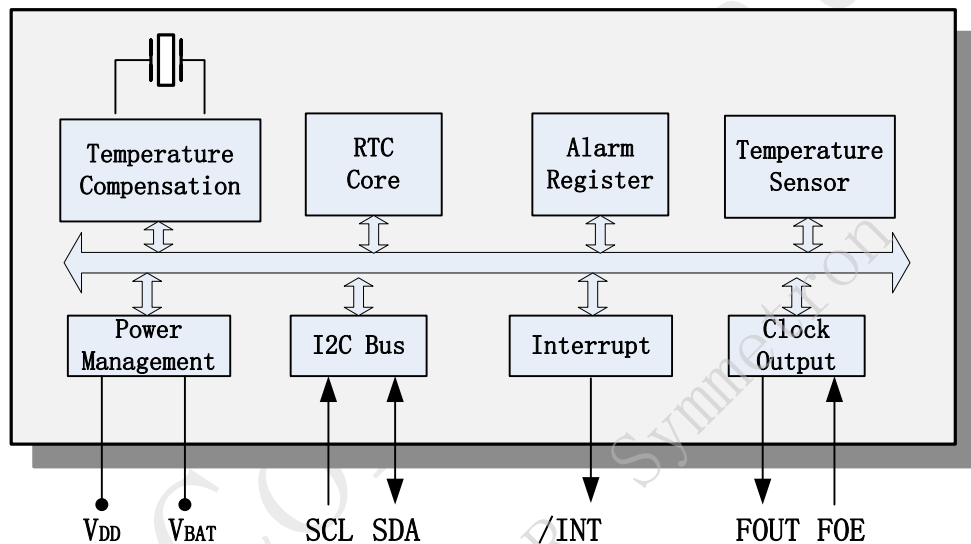 Temperature
Compensation
RTC
Core
Alarm
Register
Temperature
Sensor
Power
Management
I2C Bus
Interrupt
Clock
Output
VDD
VBAT
SCL SDA
/INT
FOUT FOE
Symmetron